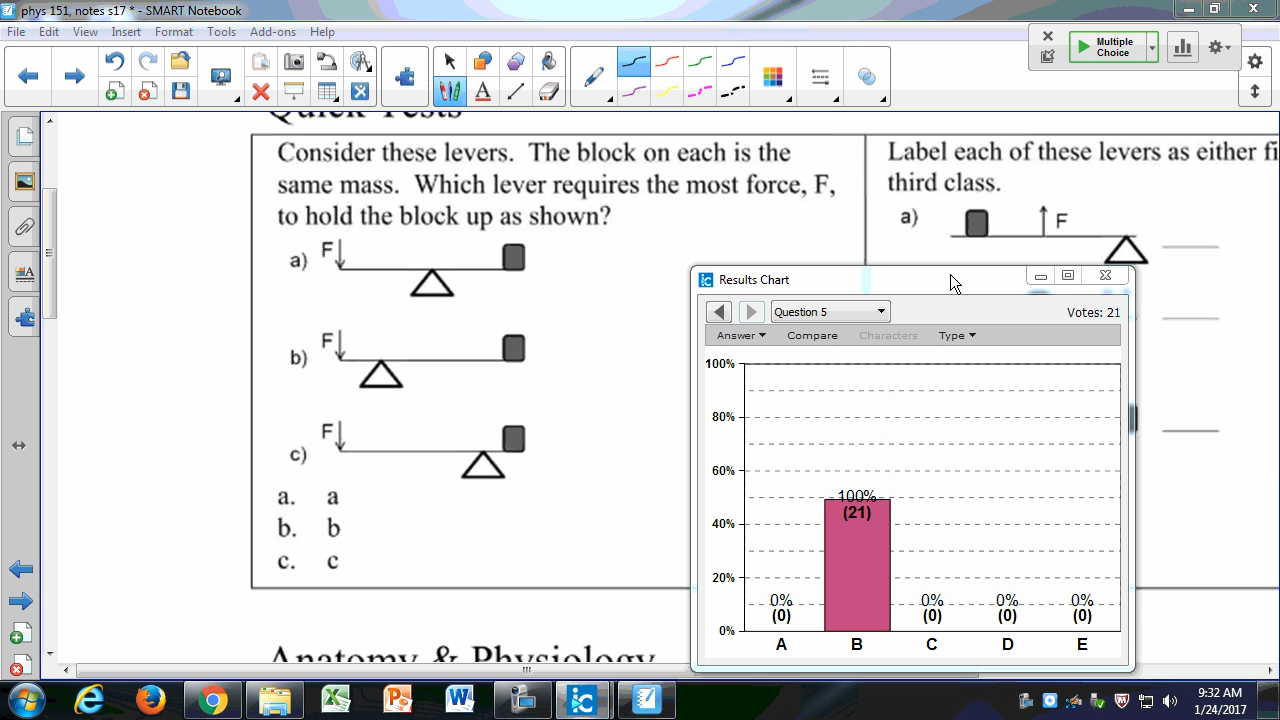 phys 151, notes s17 * - SMART Notebook
File Edit View Insert Format Tools Add-ons Help
Multiple
Choice
Quick Tests
Consider these levers. The block on each is the
same mass. Which lever requires the most force, F,
to hold the block up as shown?
a) F
b) F
c) F
a. a
b. b
c. c
Label each of these levers as either fi
third class.
a) F
Results Chart
Question 5
Votes: 21
Answer Compare Characters Type
100%
80%
60%
40%
20%
0%
0% 100% 0% 0% 0%
(0) (21) (0) (0) (0)
A B C D E
Anatomy & Physiology
9:32 AM
1/24/2017